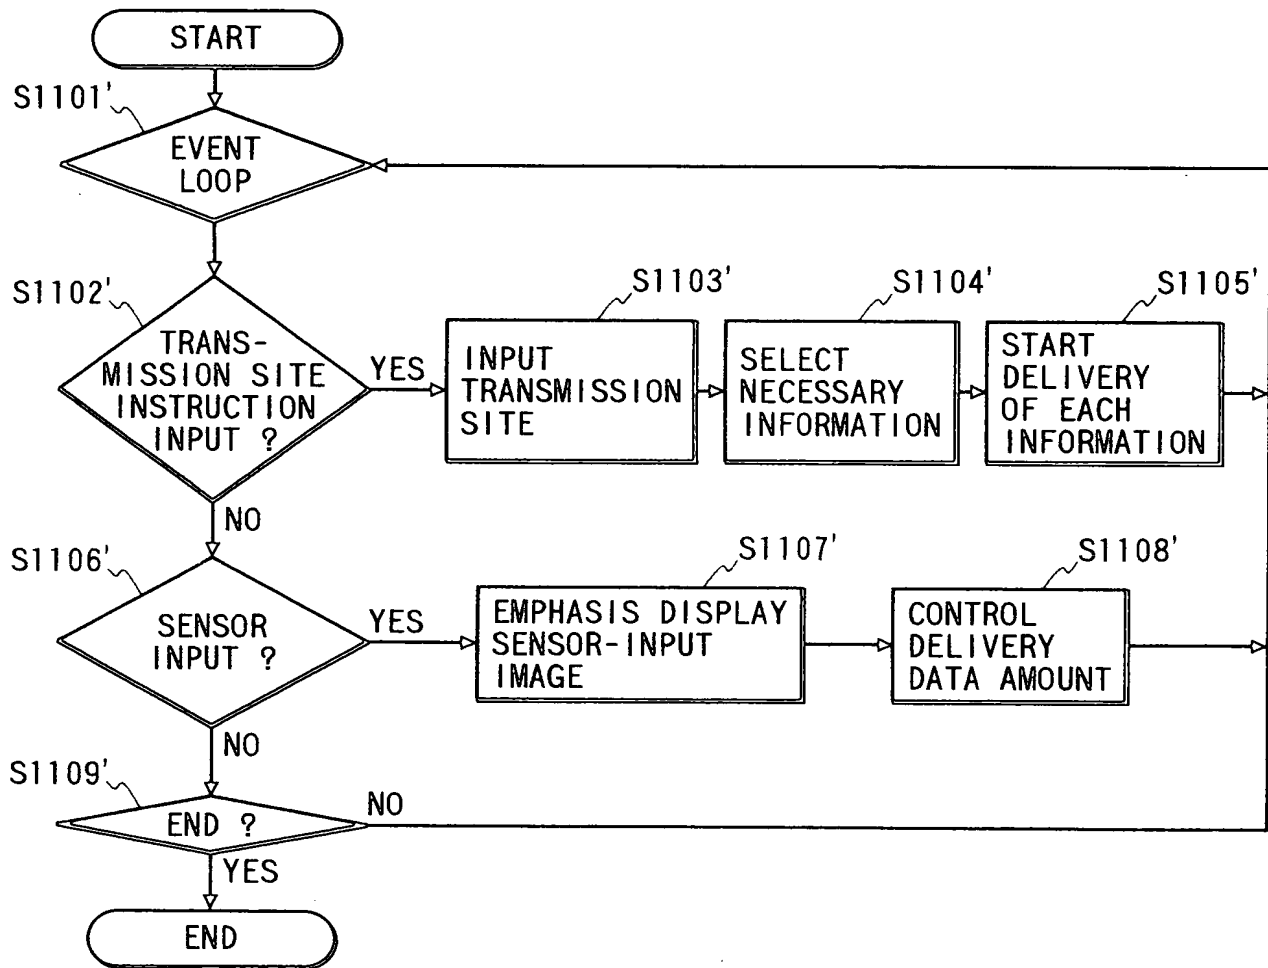 START
S1101'
EVENT
LOOP
S1102'
TRANS-
MISSION SITE
INSTRUCTION
INPUT ?
YES
S1103'
INPUT
TRANSMISSION
SITE
S1104'
SELECT
NECESSARY
INFORMATION
S1105'
START
DELIVERY
OF EACH
INFORMATION
NO
S1106'
SENSOR
INPUT ?
YES
S1107'
EMPHASIS DISPLAY
SENSOR-INPUT
IMAGE
S1108'
CONTROL
DELIVERY
DATA AMOUNT
NO
S1109'
END ?
NO
YES
END